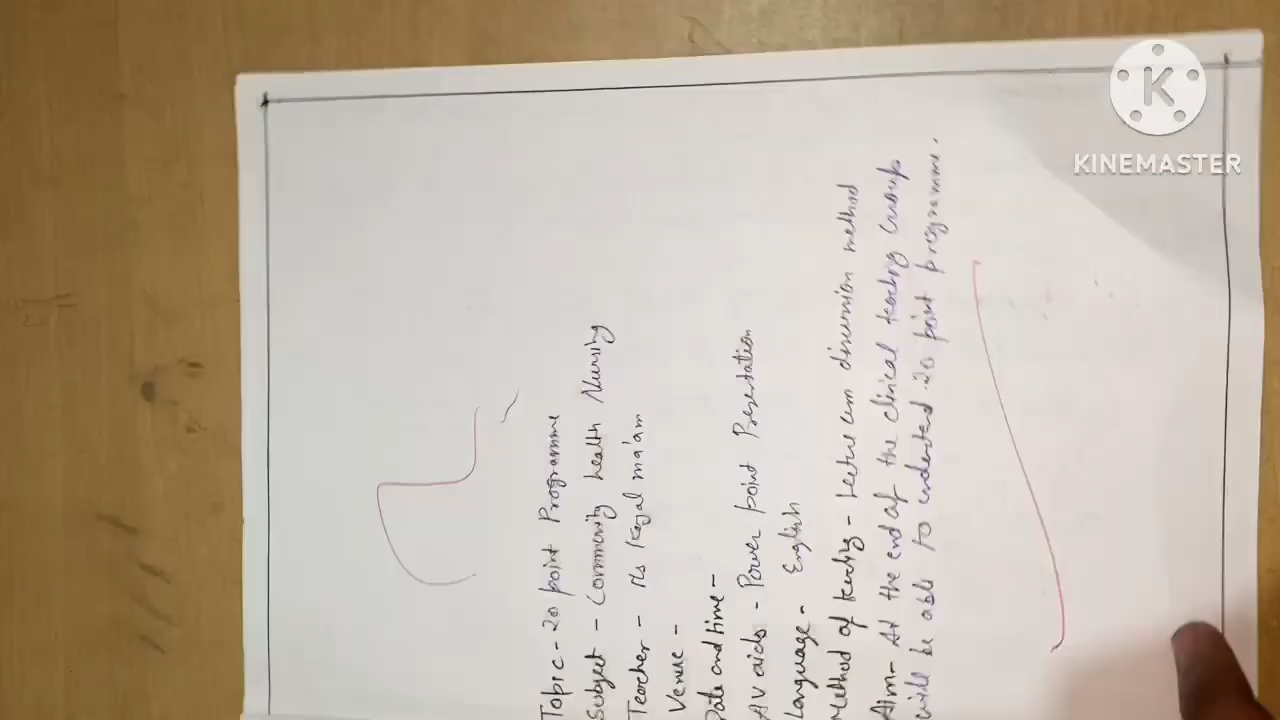 Topic - 20 point Programme
Subject - Community health Nursing
Teacher - Ms Kejal ma'am
Venue -
Date and time -
AV aids - Power point Presentation
Language - English
Method of teaching - Lecture cum discussion method
Aim - At the end of the clinical teaching Group
will be able to understand 20 point programme.
KINEMASTER